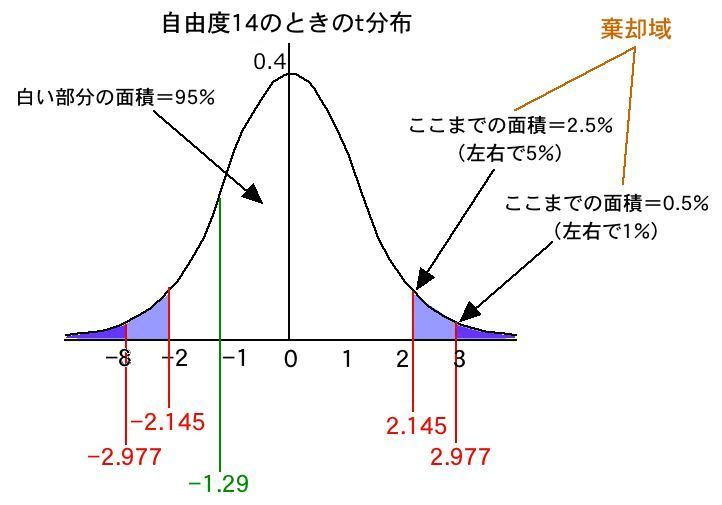 自由度14のときのt分布
棄却域
0.4
白い部分の面積＝95%
ここまでの面積＝2.5%
（左右で5%）
ここまでの面積＝0.5%
（左右で1%）
-2
-1
0
1
2
3
-2.145
2.145
-2.977
2.977
-1.29